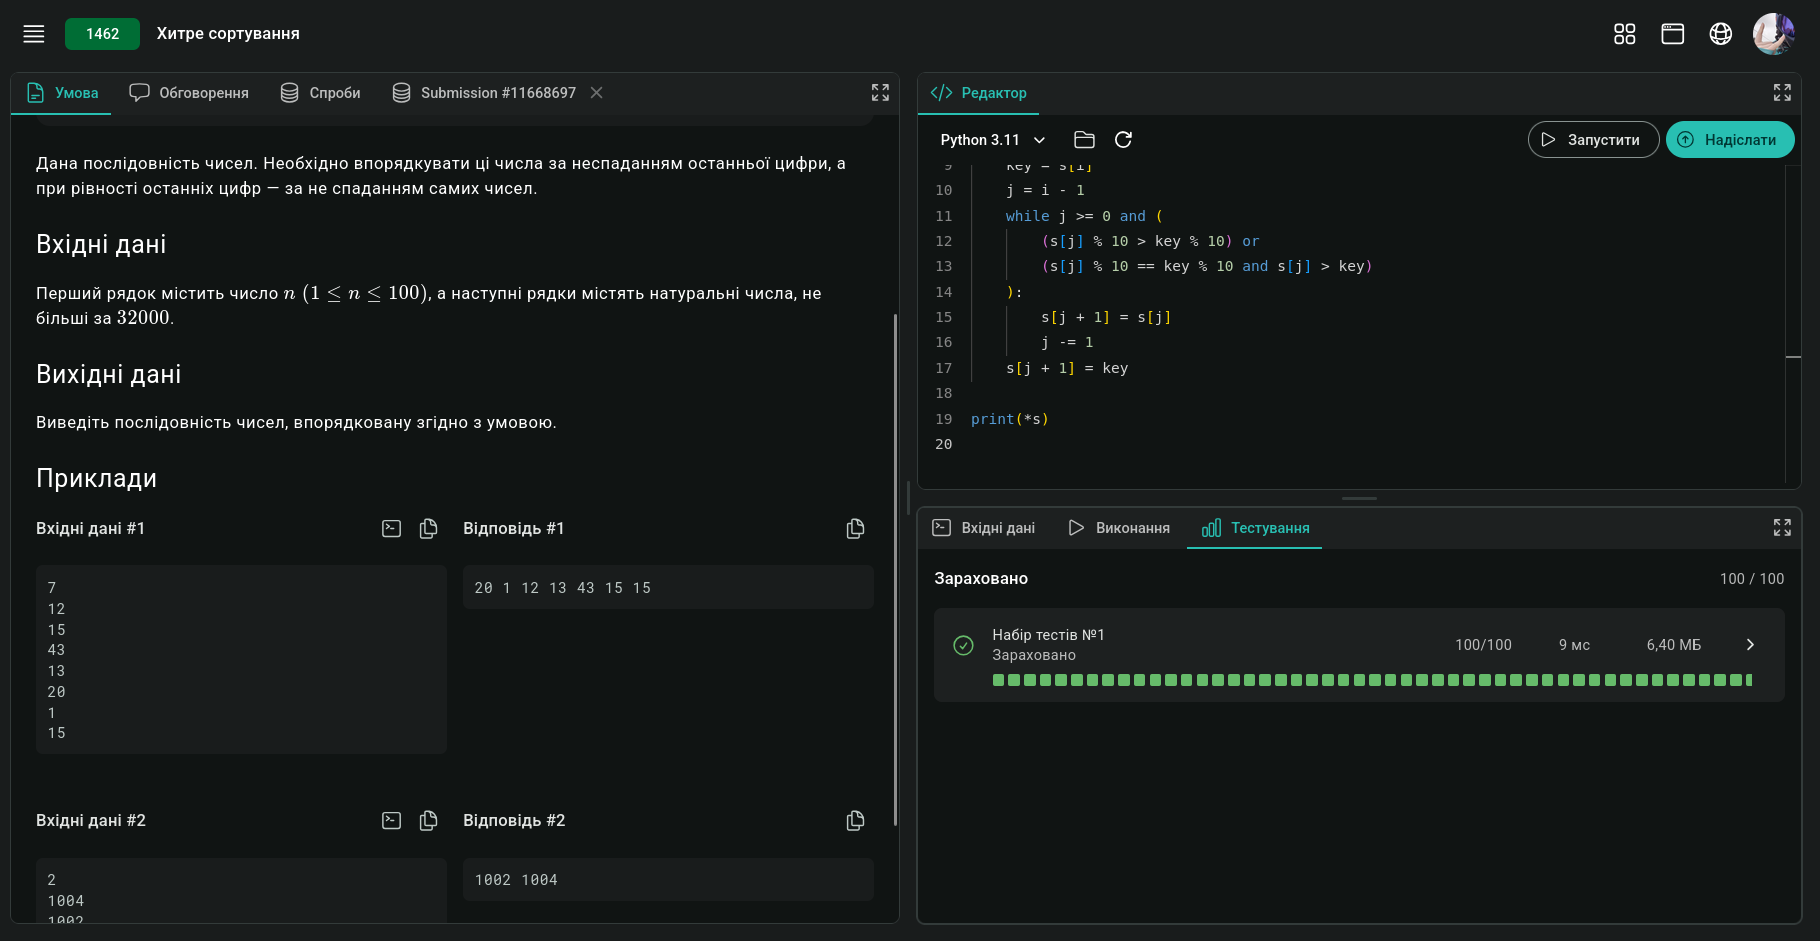 1462 Хитре сортування
Умова Обговорення Спроби Submission #11668697
Дана послідовність чисел. Необхідно впорядкувати ці числа за неспаданням останньої цифри, а
при рівності останніх цифр — за не спаданням самих чисел.
Вхідні дані
Перший рядок містить число n (1 ≤ n ≤ 100), а наступні рядки містять натуральні числа, не
більші за 32000.
Вихідні дані
Виведіть послідовність чисел, впорядковану згідно з умовою.
Приклади
Вхідні дані #1
7
12
15
43
13
20
1
15
Відповідь #1
20 1 12 13 43 15 15
Вхідні дані #2
2
1004
1002
Відповідь #2
1002 1004
Редактор
Python 3.11 Запустити Надіслати
9 key = s[i]
10 j = i - 1
11 while j >= 0 and (
12 (s[j] % 10 > key % 10) or
13 (s[j] % 10 == key % 10 and s[j] > key)
14 ):
15 s[j + 1] = s[j]
16 j -= 1
17 s[j + 1] = key
18
19 print(*s)
20
Вхідні дані Виконання Тестування
Зараховано 100 / 100
Набір тестів №1
Зараховано
100/100 9 мс 6,40 МБ